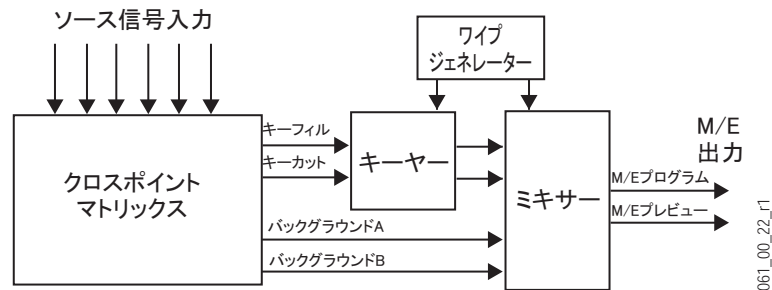 ソース信号入力
ワイプ
ジェネレーター
クロスポイント
マトリックス
キーフィル
キーカット
キーヤー
バックグラウンドA
バックグラウンドB
ミキサー
M/E
出力
M/Eプログラム
M/Eプレビュー
061_00_22_r1